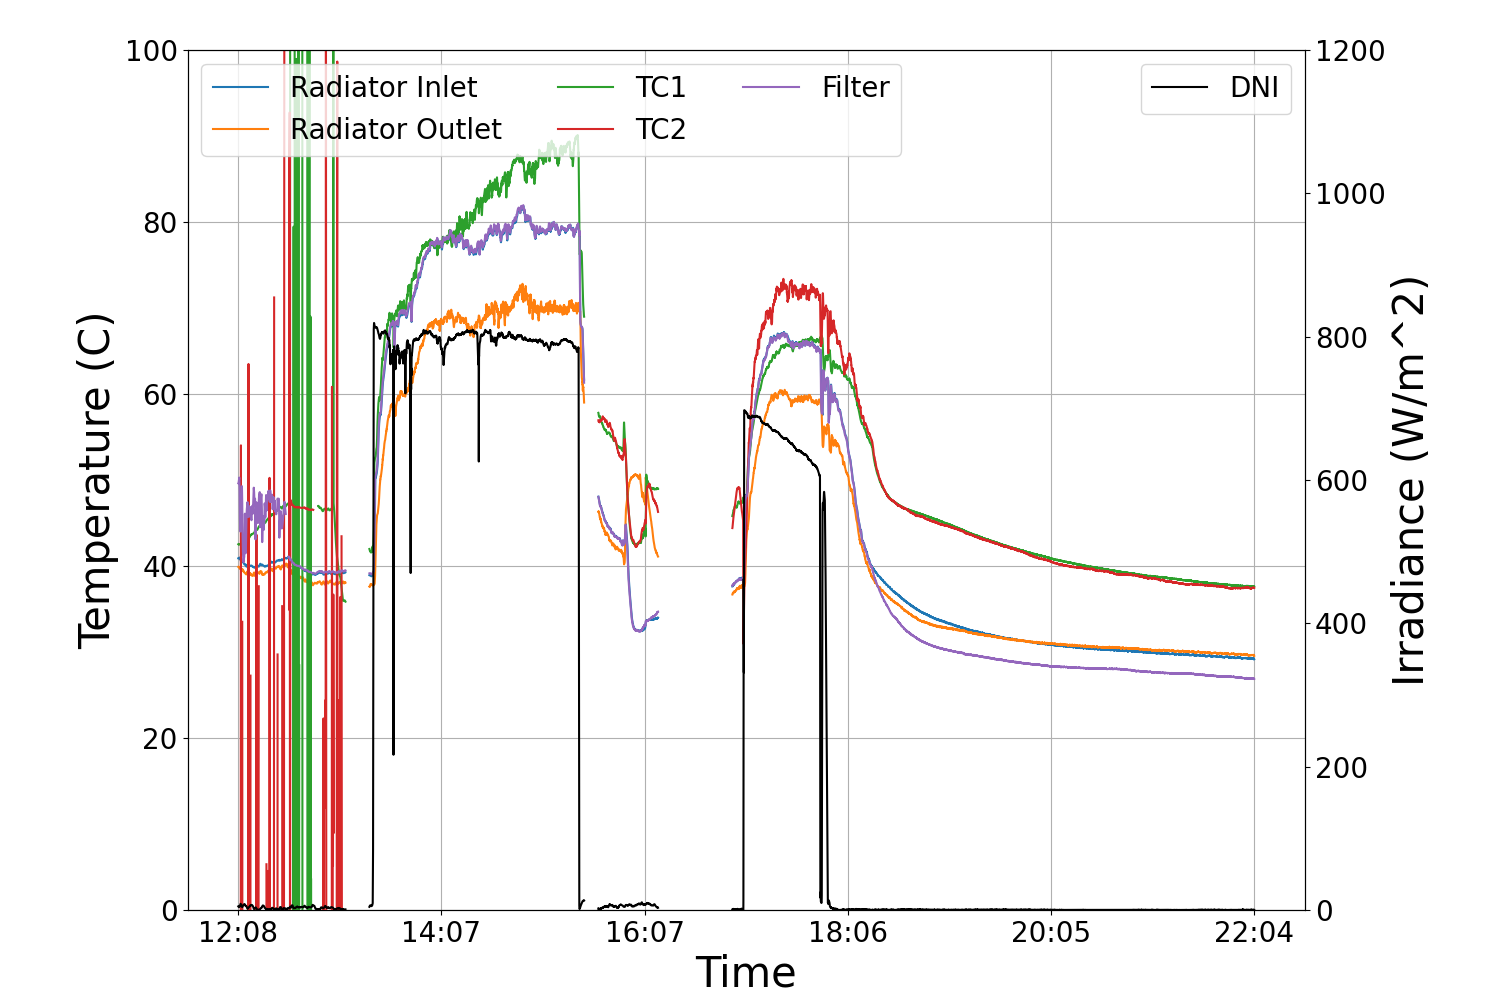 100
80
60
40
20
0
Temperature (C)
Radiator Inlet
Radiator Outlet
TC1
TC2
Filter
DNI
1200
1000
800
600
400
200
0
Irradiance (W/m^2)
12:08 14:07 16:07 18:06 20:05 22:04
Time